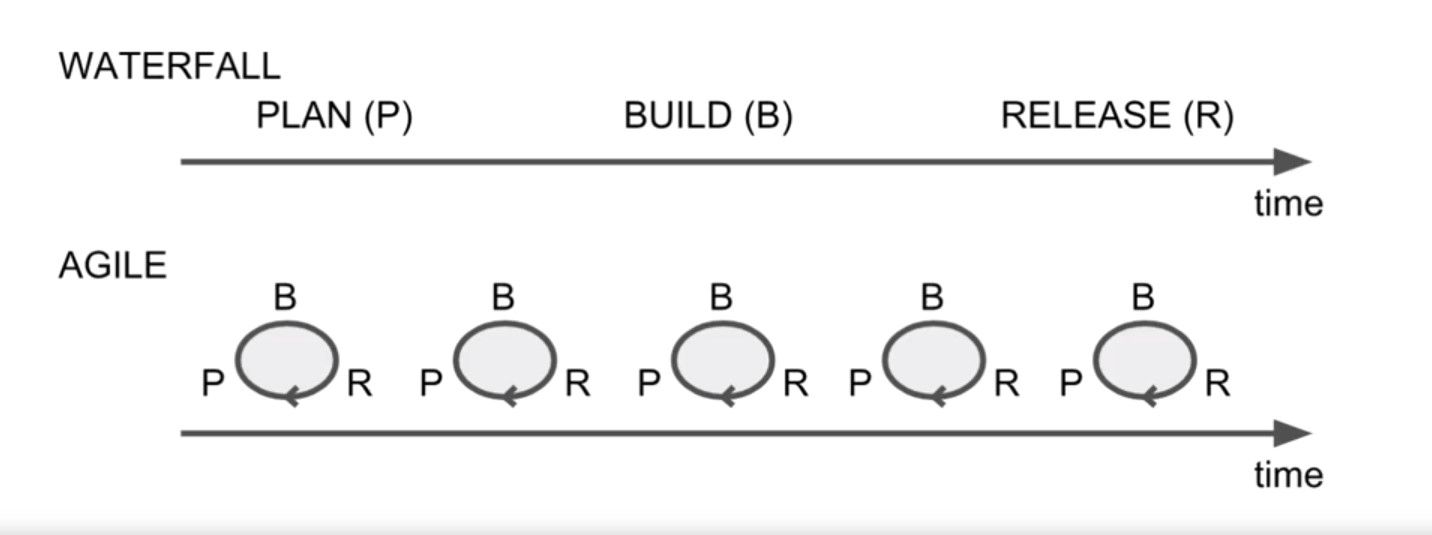 WATERFALL
PLAN (P) BUILD (B) RELEASE (R)
time
AGILE
B B B B B
P R P R P R P R P R
time